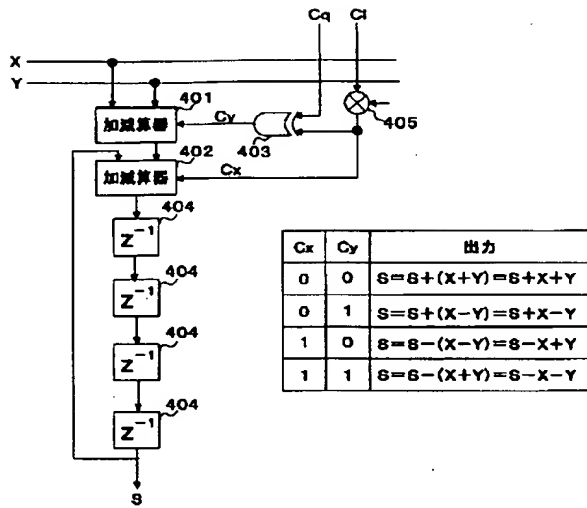 Cq CI
X
Y
401
加減算器
Cy
403
405
402
加減算器
Cx
404
Z⁻¹
404
Z⁻¹
404
Z⁻¹
404
Z⁻¹
S
Cx Cy 出力
0 0 S=S+(X+Y)=S+X+Y
0 1 S=S+(X-Y)=S+X-Y
1 0 S=S-(X-Y)=S-X+Y
1 1 S=S-(X+Y)=S-X-Y